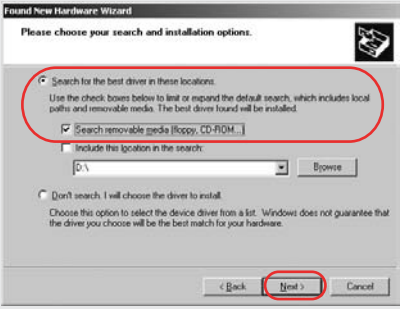 Found New Hardware Wizard
Please choose your search and installation options.
Search for the best driver in these locations.
Use the check boxes below to limit or expand the default search, which includes local
paths and removable media. The best driver found will be installed.
Search removable media (floppy, CD-ROM...)
Include this location in the search:
D:\
Browse
Don't search. I will choose the driver to install.
Choose this option to select the device driver from a list. Windows does not guarantee that
the driver you choose will be the best match for your hardware.
< Back Next > Cancel